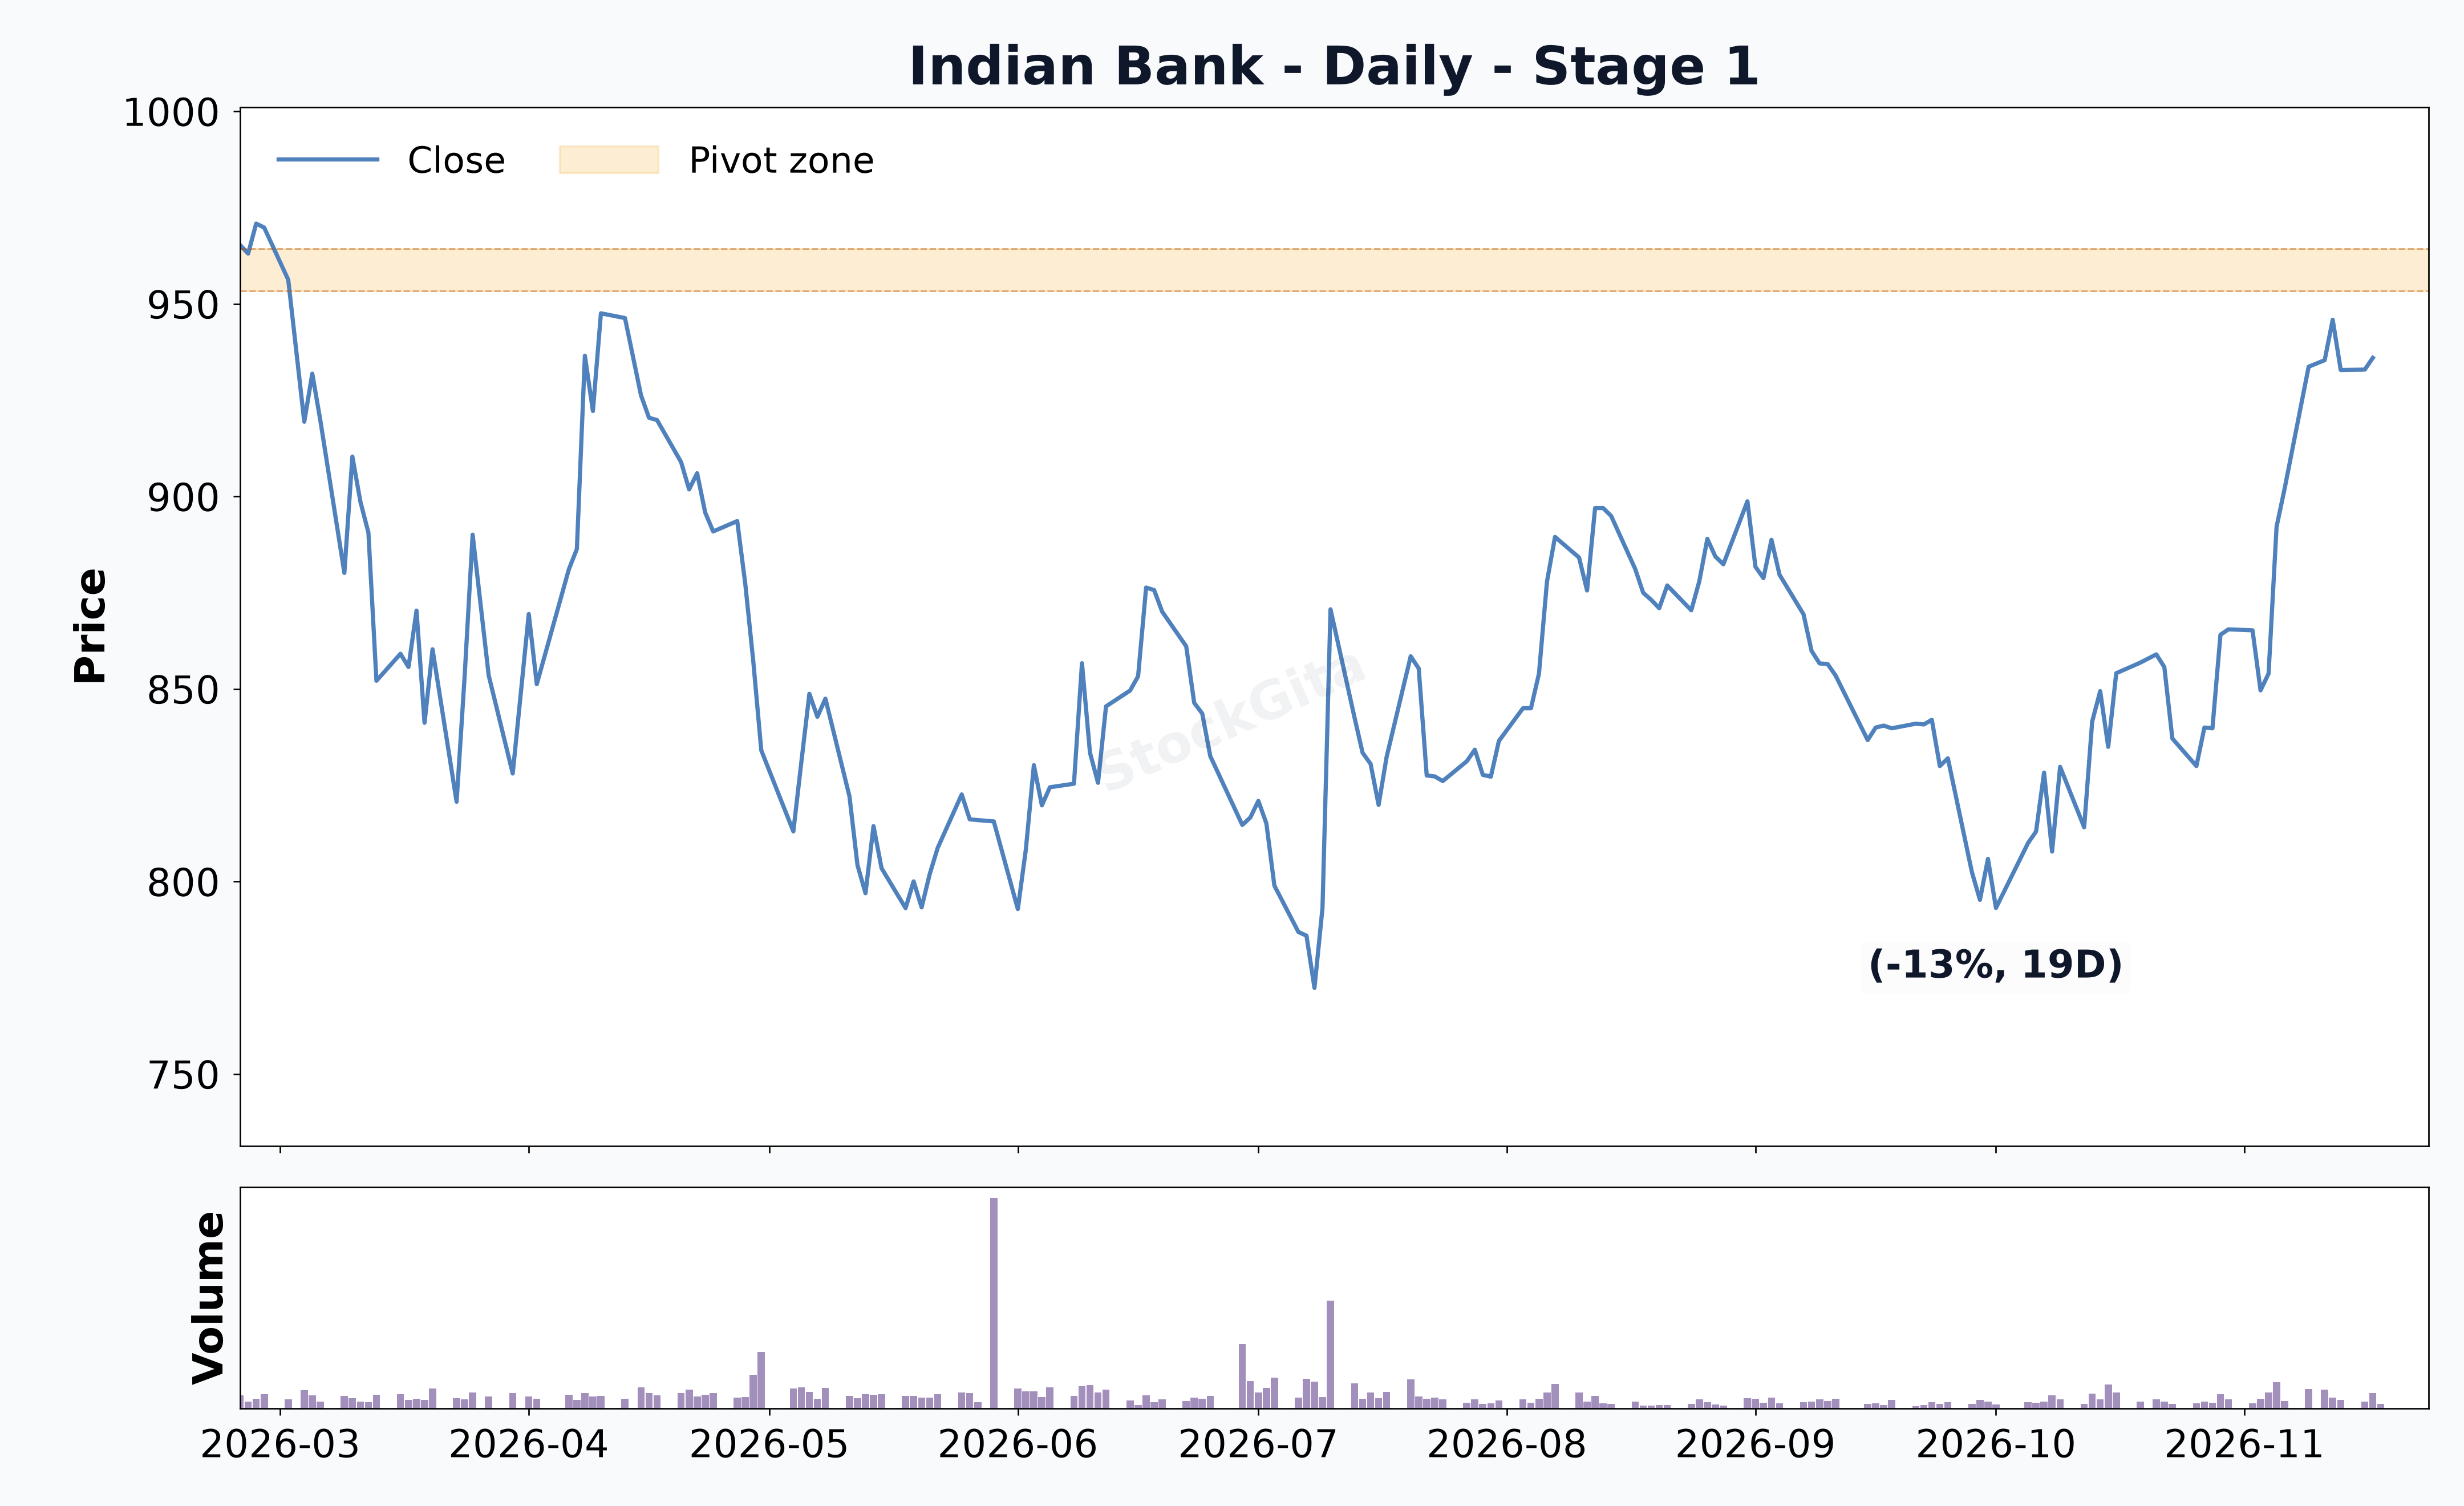 Indian Bank - Daily - Stage 1
Close
Pivot zone
Price
1000
950
900
850
800
750
StockGita
(-13%, 19D)
Volume
2026-03
2026-04
2026-05
2026-06
2026-07
2026-08
2026-09
2026-10
2026-11